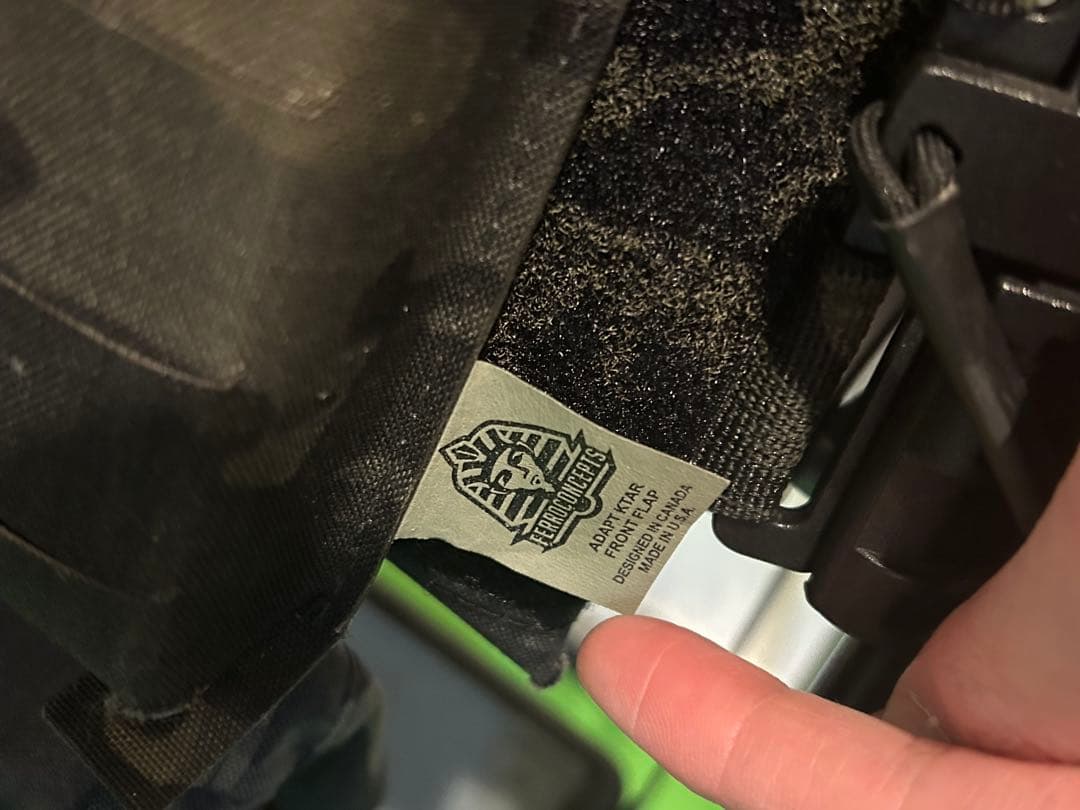 FERRO CONCEPTS
ADAPT KTAR
FRONT FLAP
DESIGNED IN CANADA
MADE IN U.S.A.